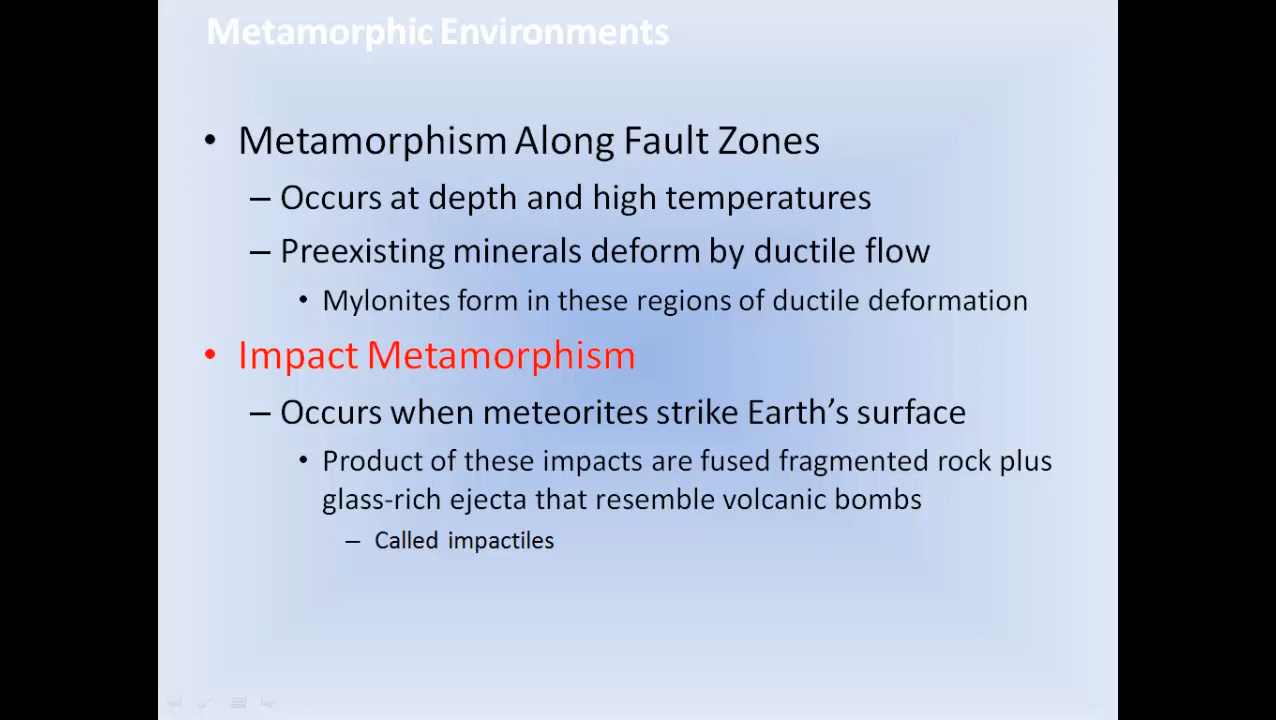 Metamorphic Environments
• Metamorphism Along Fault Zones
– Occurs at depth and high temperatures
– Preexisting minerals deform by ductile flow
• Mylonites form in these regions of ductile deformation
• Impact Metamorphism
– Occurs when meteorites strike Earth’s surface
• Product of these impacts are fused fragmented rock plus
glass-rich ejecta that resemble volcanic bombs
– Called impactiles